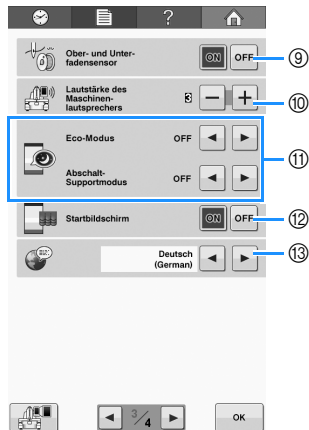 ?
Ober- und Unter-
fadensensor
ON OFF
⑨
Lautstärke des
Maschinen-
lautsprechers
3 − +
⑩
Eco-Modus OFF
⑪
Abschalt-
Supportmodus OFF
Startbildschirm ON OFF
⑫
Deutsch
(German)
⑬
3/4
OK